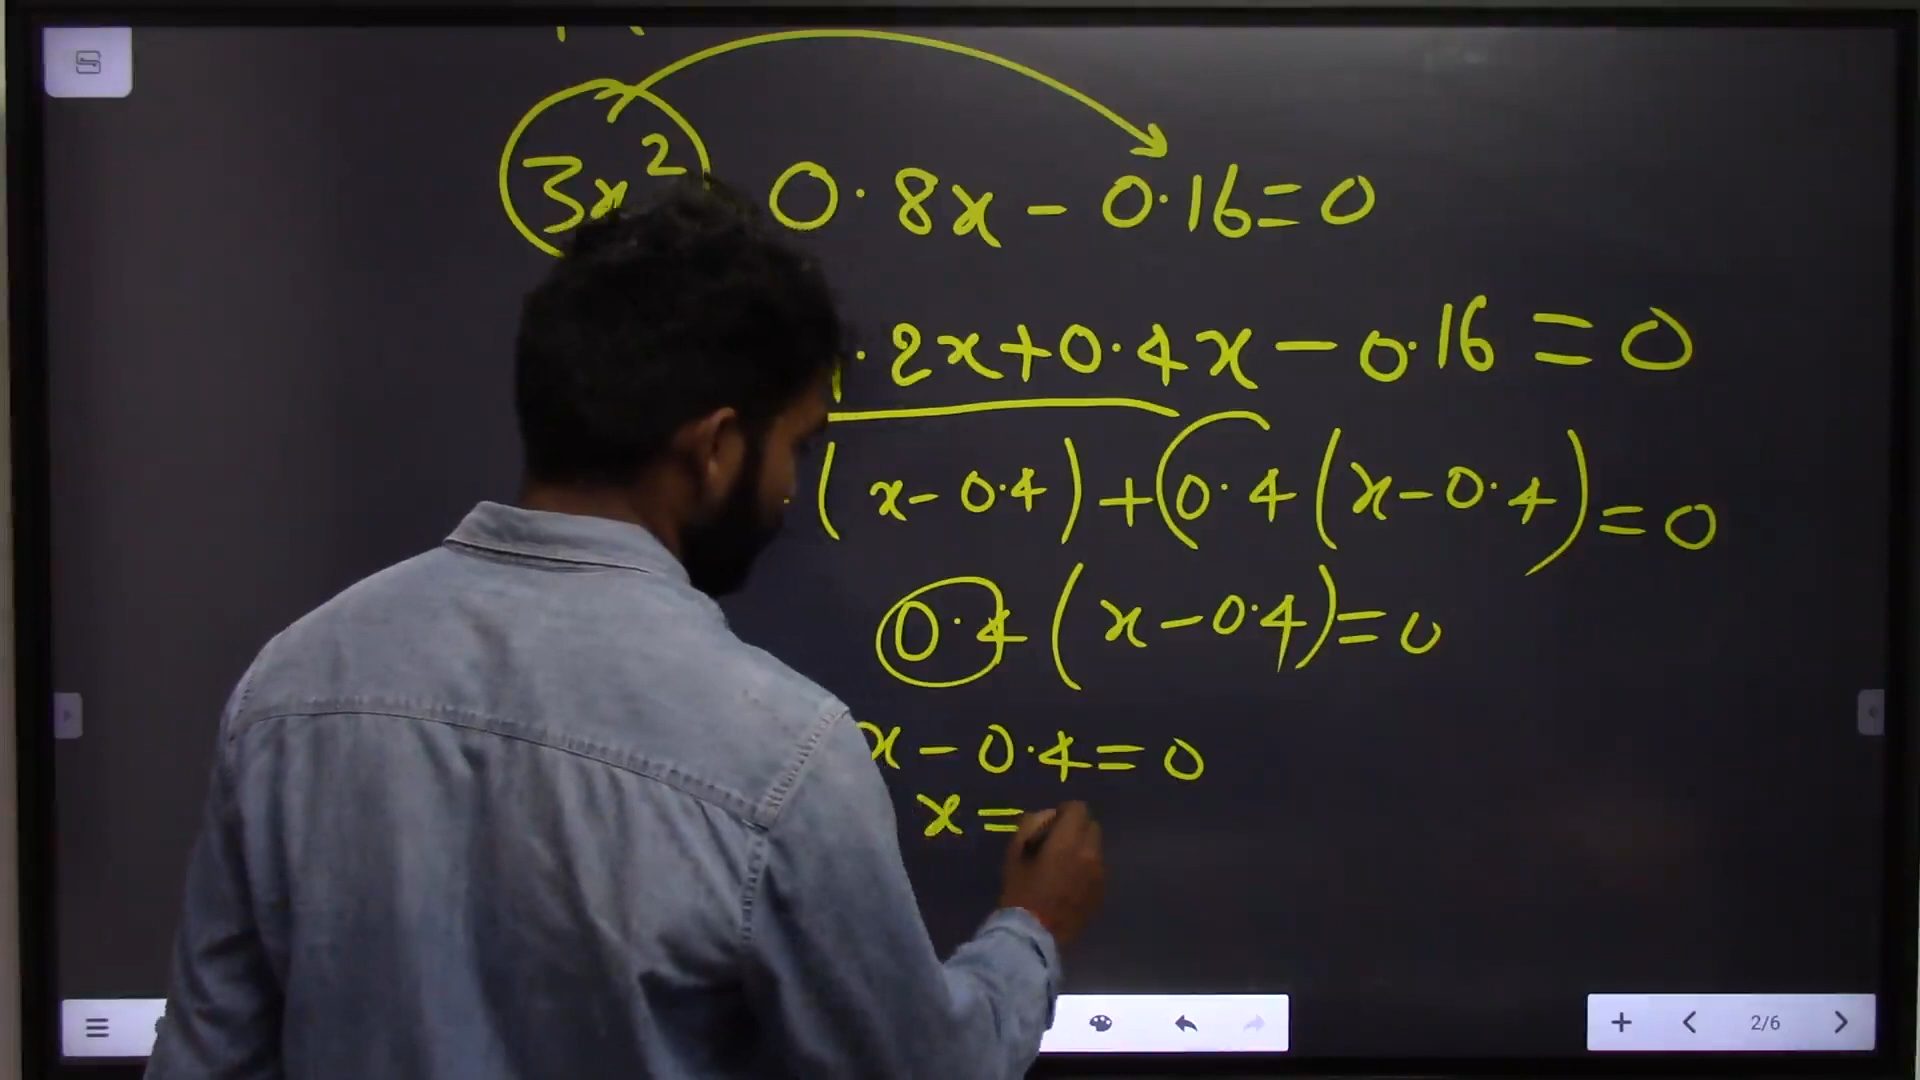 3x² 0.8x - 0.16 = 0
.2x + 0.4x - 0.16 = 0
(x - 0.4) + (0.4 (x - 0.4) = 0
0.4 (x - 0.4) = 0
x - 0.4 = 0
x =
2/6